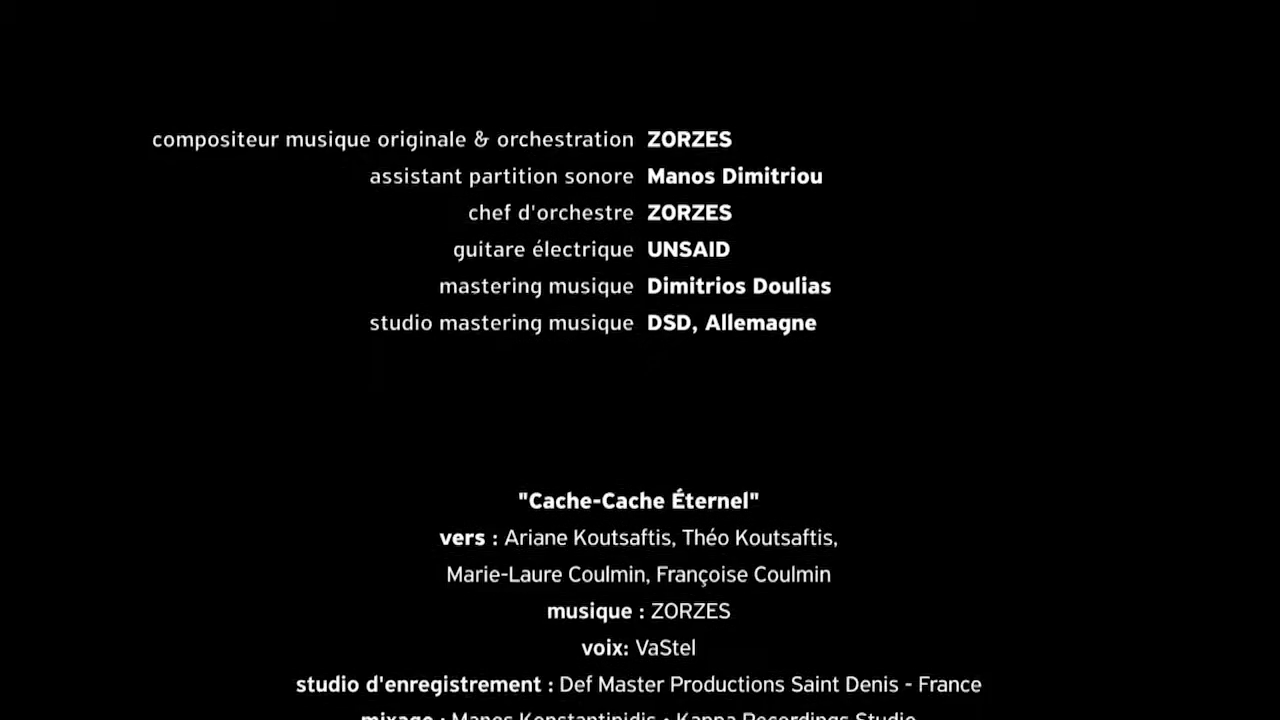 compositeur musique originale & orchestration ZORZES
assistant partition sonore Manos Dimitriou
chef d'orchestre ZORZES
guitare électrique UNSAID
mastering musique Dimitrios Doulias
studio mastering musique DSD, Allemagne
"Cache-Cache Éternel"
vers : Ariane Koutsaftis, Théo Koutsaftis,
Marie-Laure Coulmin, Françoise Coulmin
musique : ZORZES
voix: VaStel
studio d'enregistrement : Def Master Productions Saint Denis - France
mixage : Manos Konstantinidis • Kappa Recordings Studio